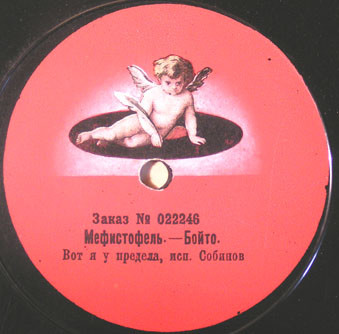 Заказ № 022246
Мефистофель.—Бойто.
Вот я у предела, исп. Собинов